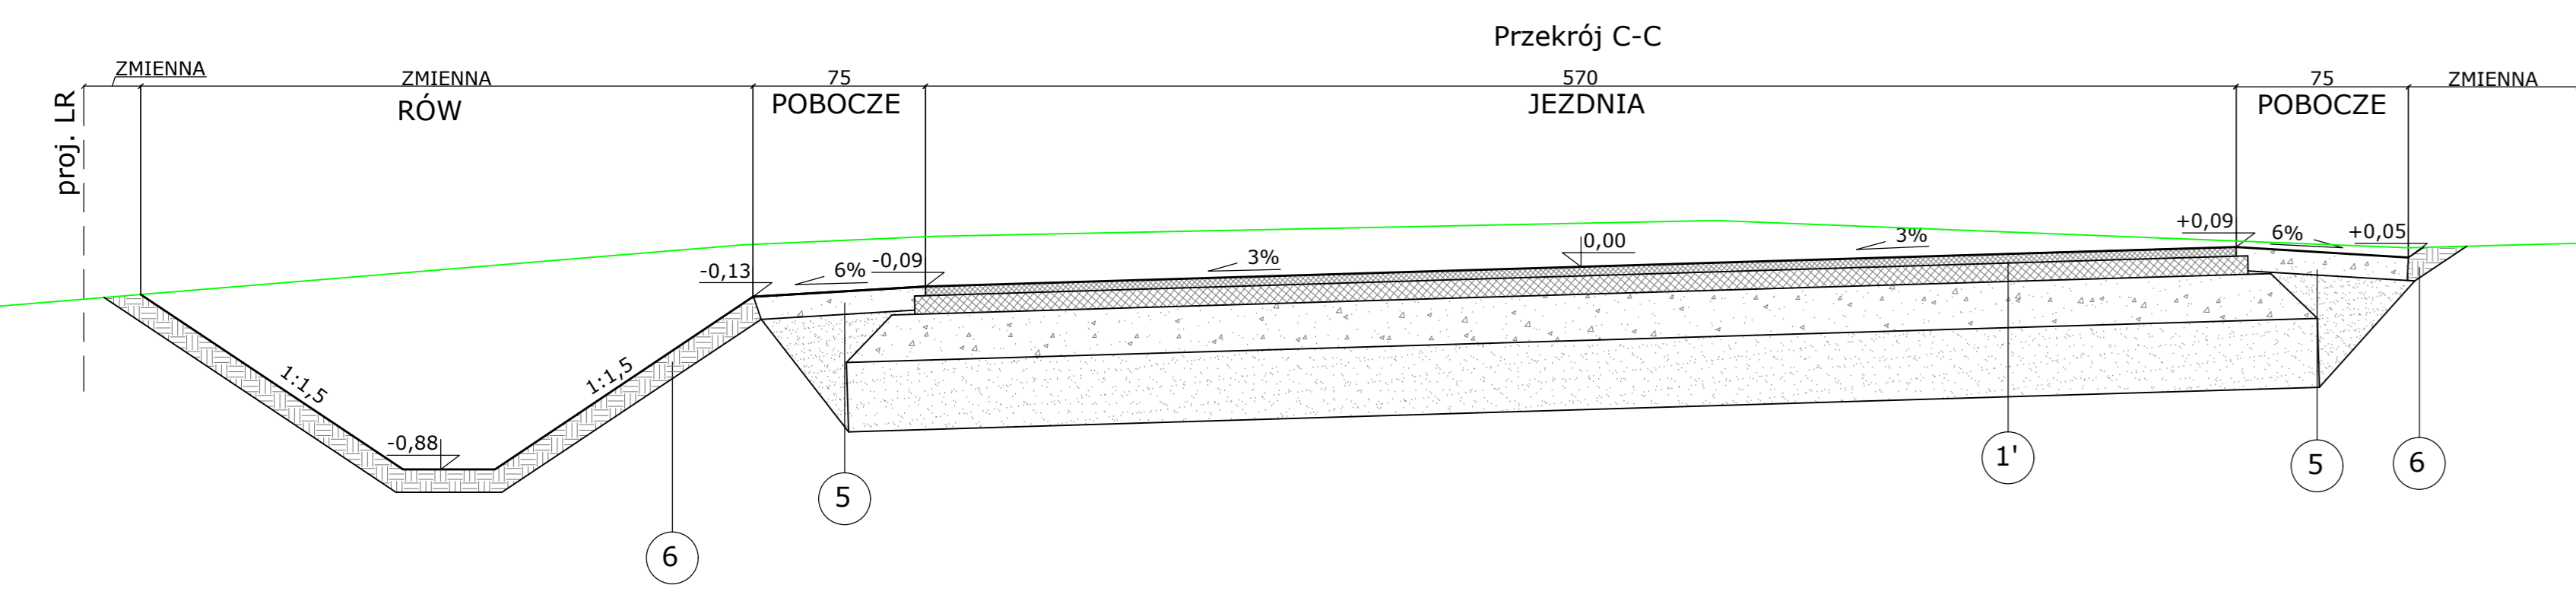 Przekrój C-C
ZMIENNA
ZMIENNA
75
570
75
ZMIENNA
proj. LR
RÓW
POBOCZE
JEZDNIA
POBOCZE
-0,13
6%
-0,09
3%
0,00
3%
+0,09
6%
+0,05
1:1,5
1:1,5
-0,88
5
6
1'
5
6